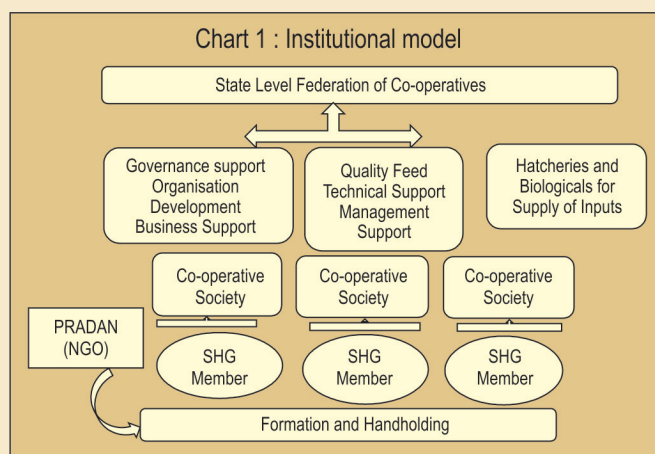 Chart 1 : Institutional model
State Level Federation of Co-operatives
Governance support
Organisation
Development
Business Support
Quality Feed
Technical Support
Management
Support
Hatcheries and
Biologicals for
Supply of Inputs
Co-operative
Society
Co-operative
Society
Co-operative
Society
PRADAN
(NGO)
SHG
Member
SHG
Member
SHG
Member
Formation and Handholding